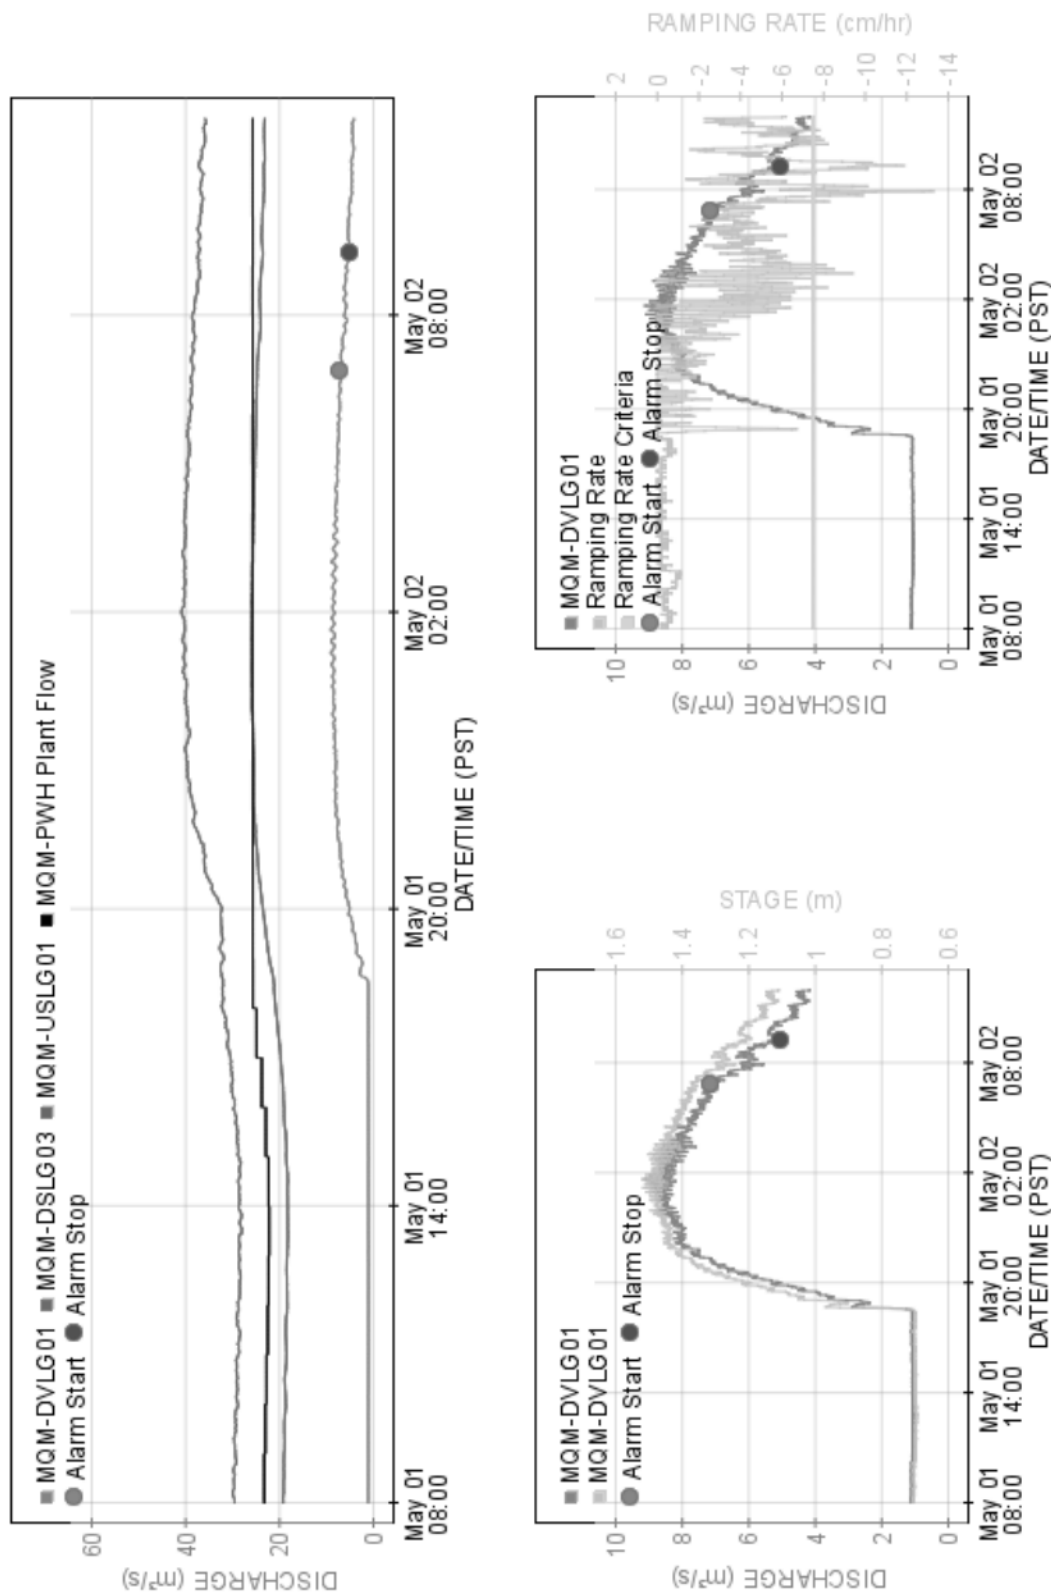 MQM-DVLG01 MQM-DSLG03 MQM-USLG01 MQM-PWH Plant Flow
Alarm Start Alarm Stop
DISCHARGE (m³/s)
60
40
20
0
May 01 08:00
May 01 14:00
May 01 20:00
May 02 02:00
May 02 08:00
DATE/TIME (PST)
MQM-DVLG01
MQM-DVLG01
Alarm Start Alarm Stop
DISCHARGE (m³/s)
10
8
6
4
2
0
STAGE (m)
1.6
1.4
1.2
1
0.8
0.6
May 01 08:00
May 01 14:00
May 01 20:00
May 02 02:00
May 02 08:00
DATE/TIME (PST)
MQM-DVLG01
Ramping Rate
Ramping Rate Criteria
Alarm Start Alarm Stop
DISCHARGE (m³/s)
10
8
6
4
2
0
RAMPING RATE (cm/hr)
2
0
-2
-4
-6
-8
-10
-12
-14
May 01 08:00
May 01 14:00
May 01 20:00
May 02 02:00
May 02 08:00
DATE/TIME (PST)